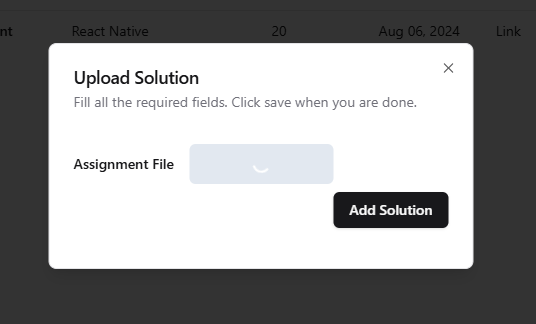 nt React Native 20 Aug 06, 2024 Link
Upload Solution
Fill all the required fields. Click save when you are done.
Assignment File
Add Solution